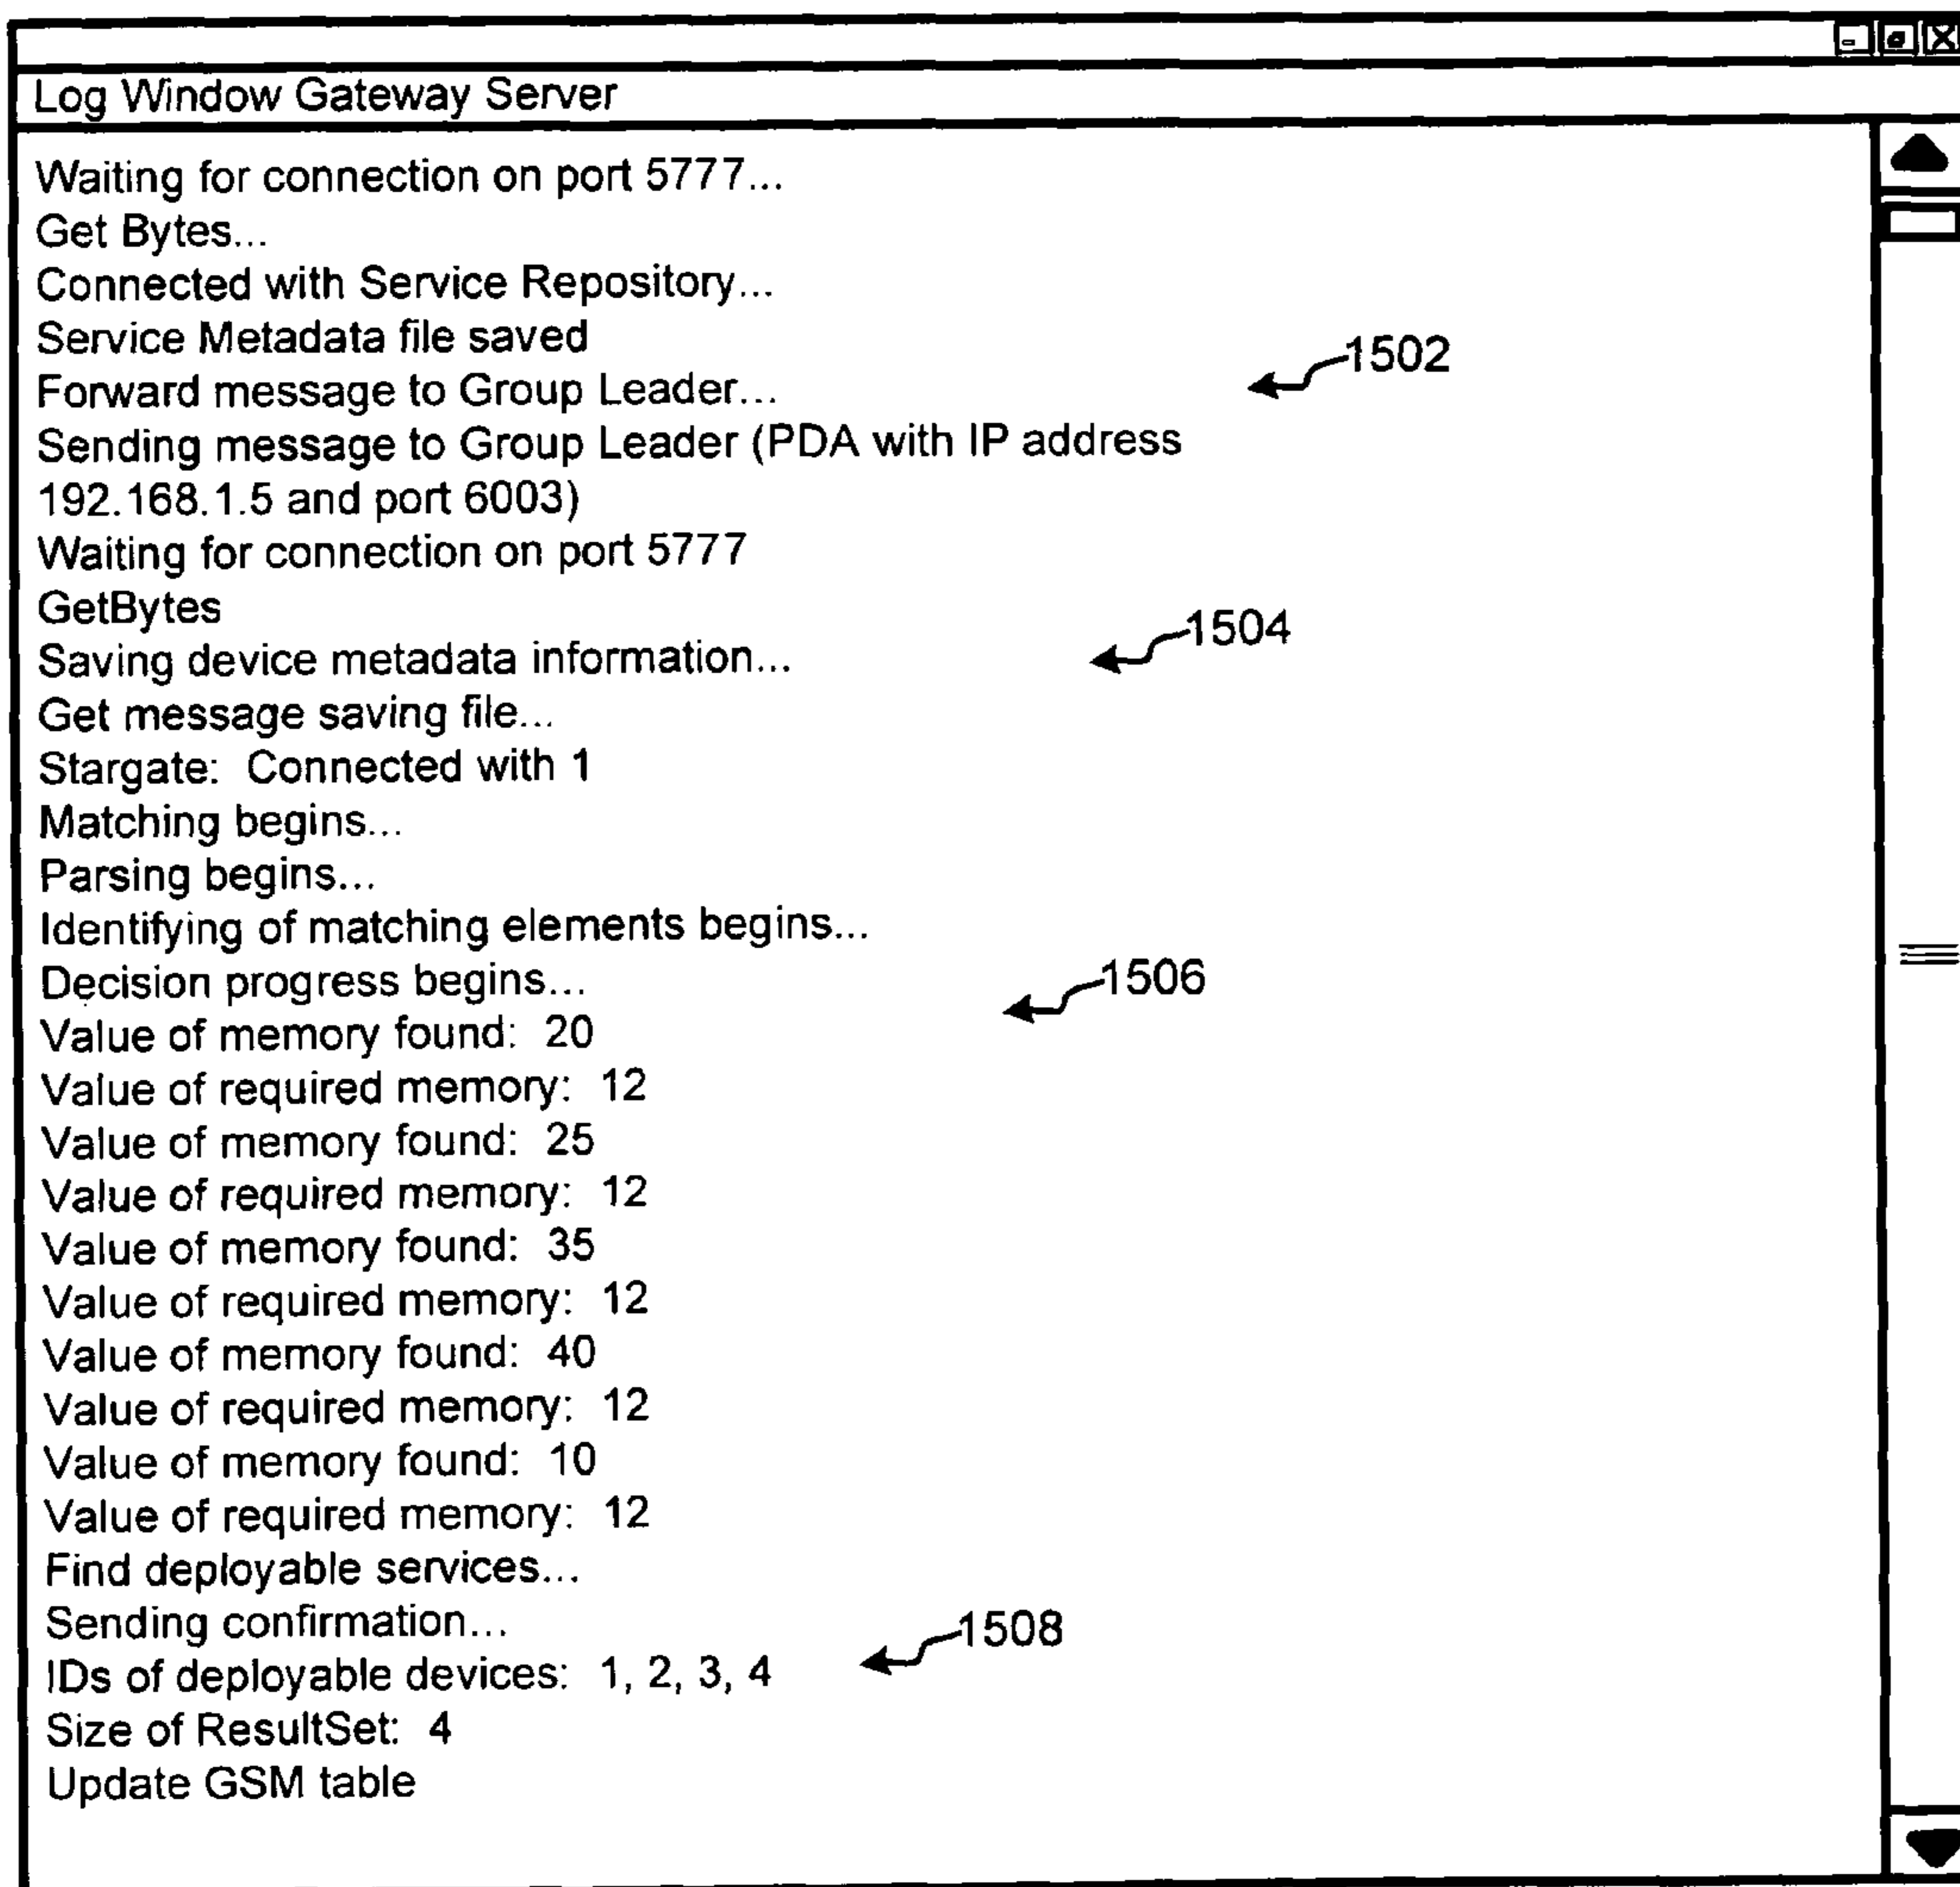 Log Window Gateway Server
Waiting for connection on port 5777...
Get Bytes...
Connected with Service Repository...
Service Metadata file saved
1502
Forward message to Group Leader...
Sending message to Group Leader (PDA with IP address
192.168.1.5 and port 6003)
Waiting for connection on port 5777
GetBytes
1504
Saving device metadata information...
Get message saving file...
Stargate: Connected with 1
Matching begins...
Parsing begins...
Identifying of matching elements begins...
Decision progress begins...
1506
Value of memory found: 20
Value of required memory: 12
Value of memory found: 25
Value of required memory: 12
Value of memory found: 35
Value of required memory: 12
Value of memory found: 40
Value of required memory: 12
Value of memory found: 10
Value of required memory: 12
Find deployable services...
Sending confirmation...
1508
IDs of deployable devices: 1, 2, 3, 4
Size of ResultSet: 4
Update GSM table